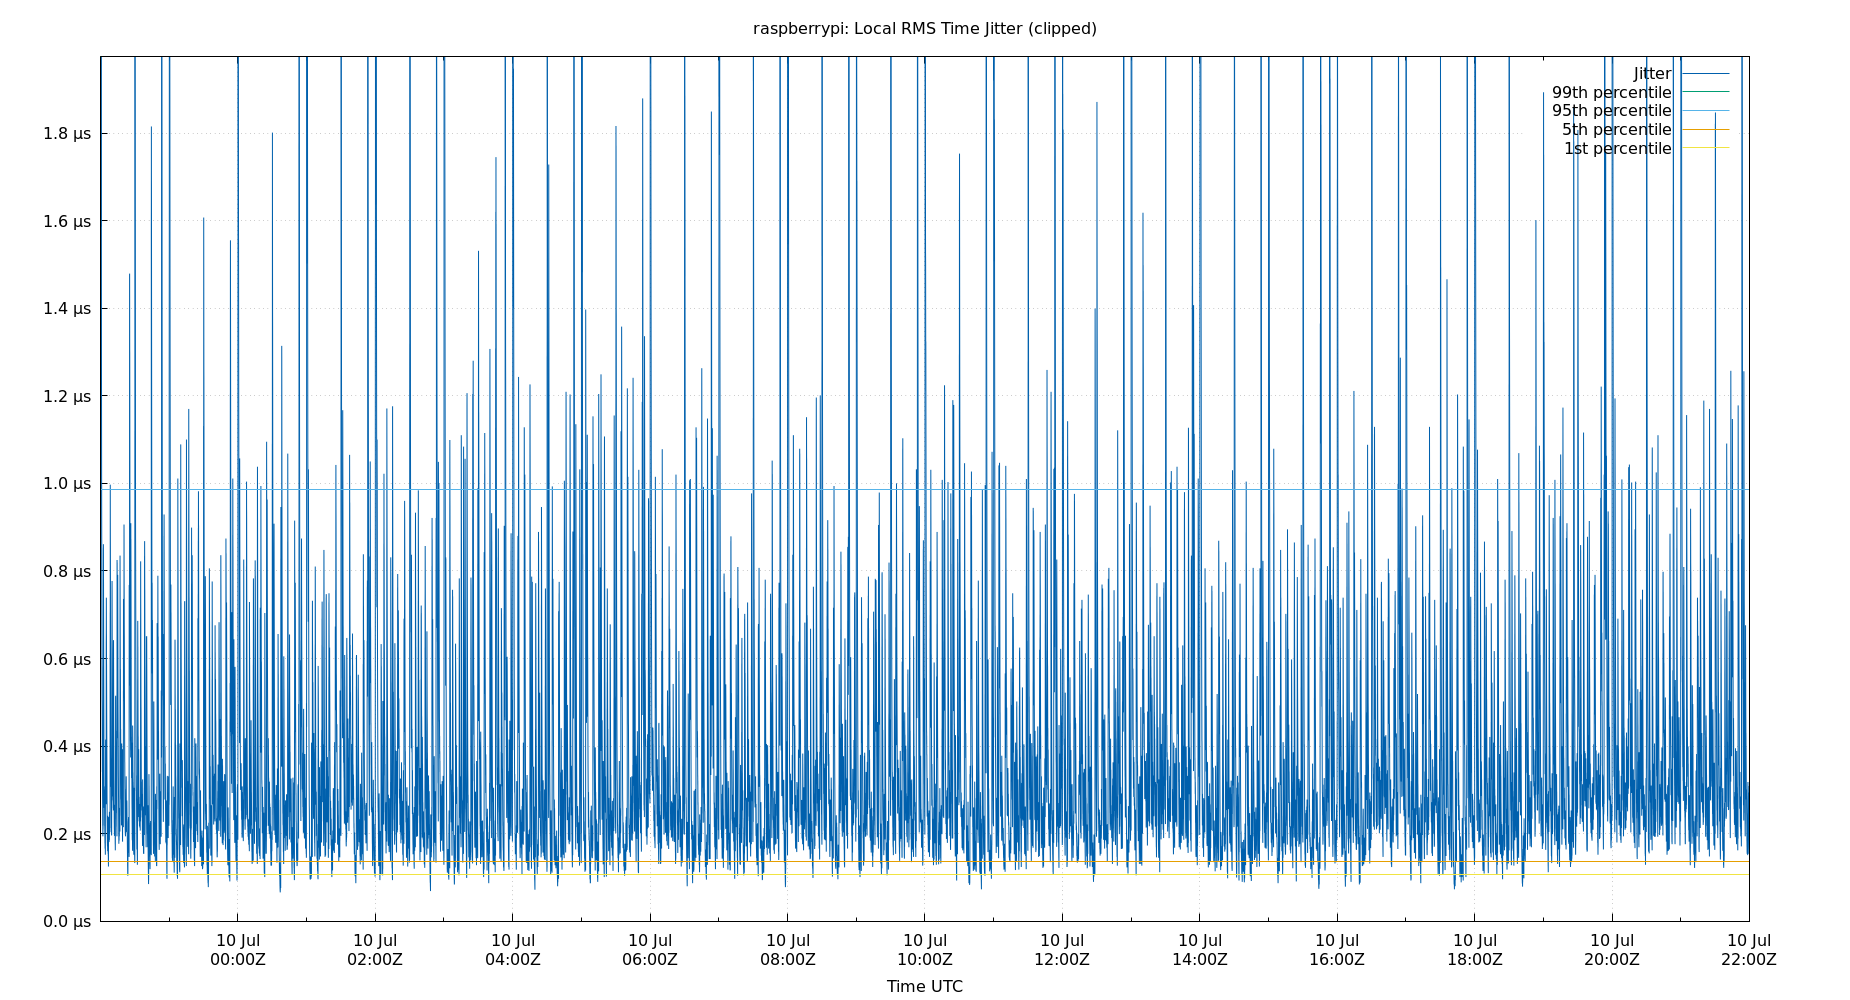 raspberrypi: Local RMS Time Jitter (clipped)
Jitter
99th percentile
95th percentile
5th percentile
1st percentile
1.8 µs
1.6 µs
1.4 µs
1.2 µs
1.0 µs
0.8 µs
0.6 µs
0.4 µs
0.2 µs
0.0 µs
10 Jul 10 Jul 10 Jul 10 Jul 10 Jul 10 Jul 10 Jul 10 Jul 10 Jul 10 Jul 10 Jul 10 Jul
00:00Z 02:00Z 04:00Z 06:00Z 08:00Z 10:00Z 12:00Z 14:00Z 16:00Z 18:00Z 20:00Z 22:00Z
Time UTC